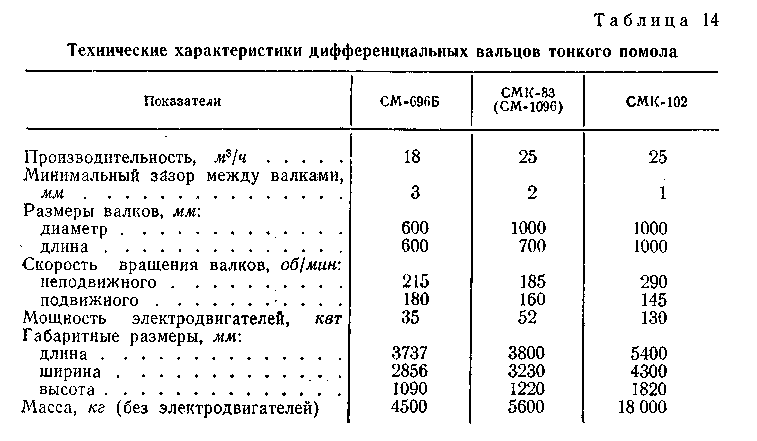 Таблица 14
Технические характеристики дифференциальных вальцов тонкого помола
Показатели СМ-696Б СМК-83 (СМ-1096) СМК-102
Производительность, м³/ч . . . . . 18 25 25
Минимальный зазор между валками,
мм . . . . . . . . . . . . . . . 3 2 1
Размеры валков, мм:
диаметр . . . . . . . . . . . . . 600 1000 1000
длина . . . . . . . . . . . . . . 600 700 1000
Скорость вращения валков, об/мин:
неподвижного . . . . . . . . . . 215 185 290
подвижного . . . . . . . . . . . 180 160 145
Мощность электродвигателей, квт 35 52 130
Габаритные размеры, мм:
длина . . . . . . . . . . . . . . 3737 3800 5400
ширина . . . . . . . . . . . . . 2856 3230 4300
высота . . . . . . . . . . . . . 1090 1220 1820
Масса, кг (без электродвигателей) 4500 5600 18 000